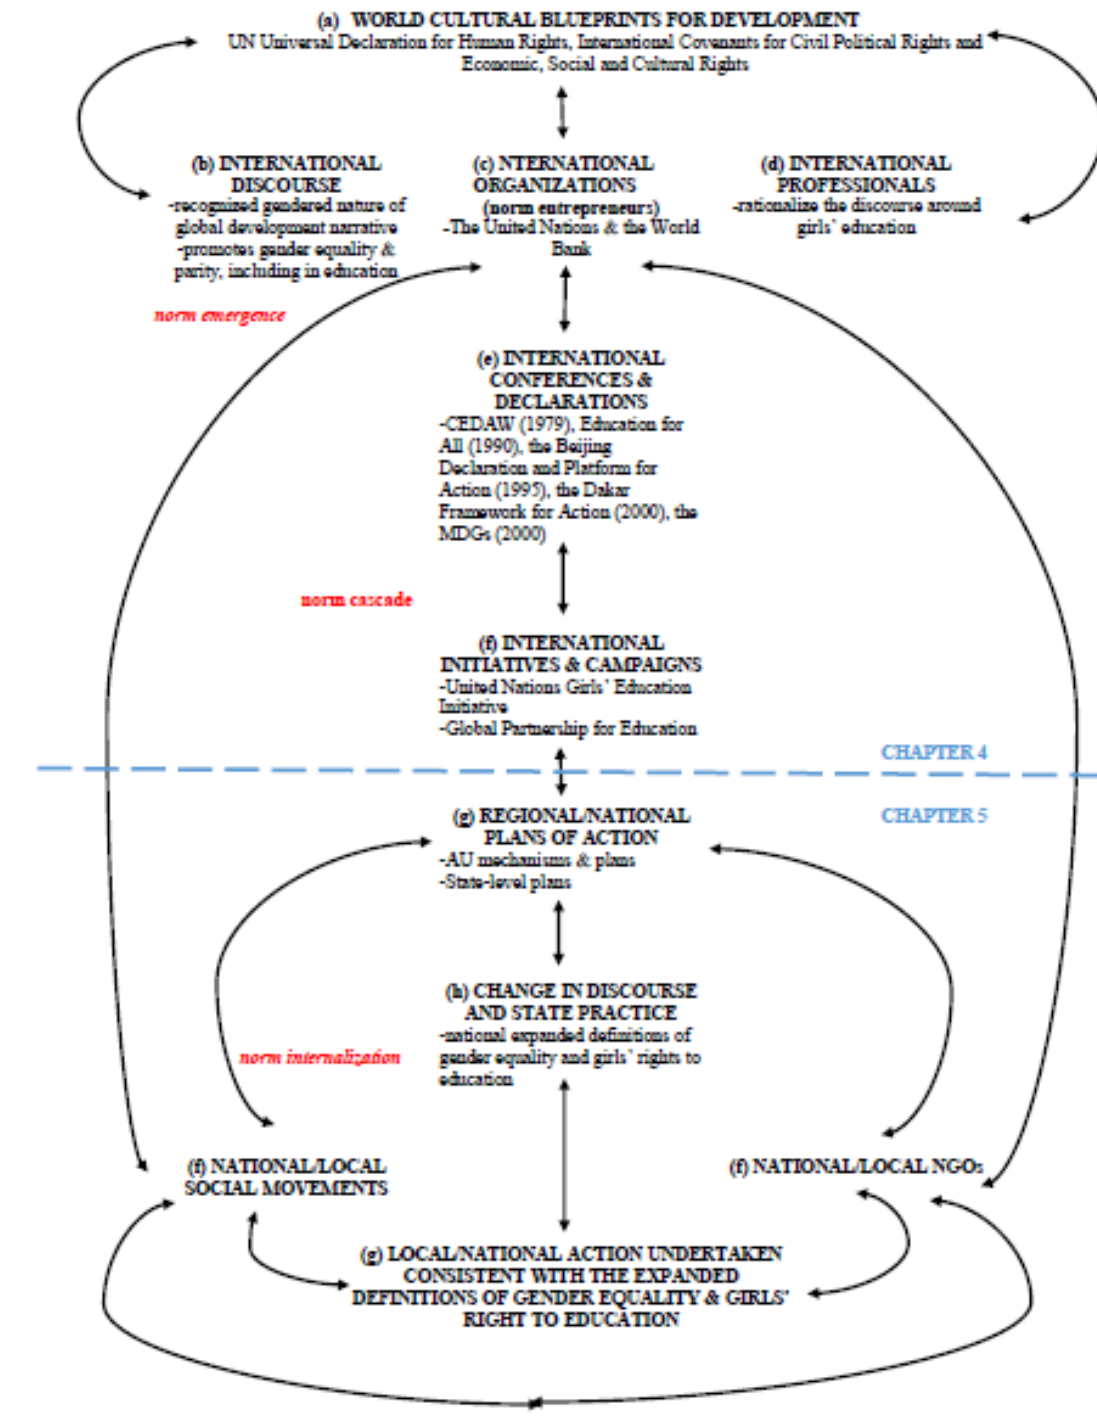 (a) WORLD CULTURAL BLUEPRINTS FOR DEVELOPMENT
UN Universal Declaration for Human Rights, International Covenants for Civil Political Rights and
Economic, Social and Cultural Rights
(b) INTERNATIONAL
DISCOURSE
-recognized gendered nature of
global development narrative
-promotes gender equality &
parity, including in education
(c) NTERNATIONAL
ORGANIZATIONS
(norm entrepreneurs)
-The United Nations & the World
Bank
(d) INTERNATIONAL
PROFESSIONALS
-rationalize the discourse around
girls' education
norm emergence
(e) INTERNATIONAL
CONFERENCES &
DECLARATIONS
-CEDAW (1979), Education for
All (1990), the Beijing
Declaration and Platform for
Action (1995), the Dakar
Framework for Action (2000), the
MDGs (2000)
norm cascade
(f) INTERNATIONAL
INITIATIVES & CAMPAIGNS
-United Nations Girls' Education
Initiative
-Global Partnership for Education
CHAPTER 4
CHAPTER 5
(g) REGIONAL/NATIONAL
PLANS OF ACTION
-AU mechanisms & plans
-State-level plans
(h) CHANGE IN DISCOURSE
AND STATE PRACTICE
-national expanded definitions of
gender equality and girls' rights to
education
norm internalization
(f) NATIONAL/LOCAL
SOCIAL MOVEMENTS
(f) NATIONAL/LOCAL NGOs
(g) LOCAL/NATIONAL ACTION UNDERTAKEN
CONSISTENT WITH THE EXPANDED
DEFINITIONS OF GENDER EQUALITY & GIRLS'
RIGHT TO EDUCATION